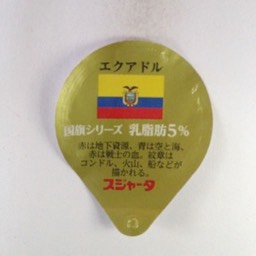 エクアドル
国旗シリーズ 乳脂肪5%
赤は地下資源、青は空と海、
赤は戦士の血。紋章は
コンドル、火山、船などが
描かれる。
スジャータ